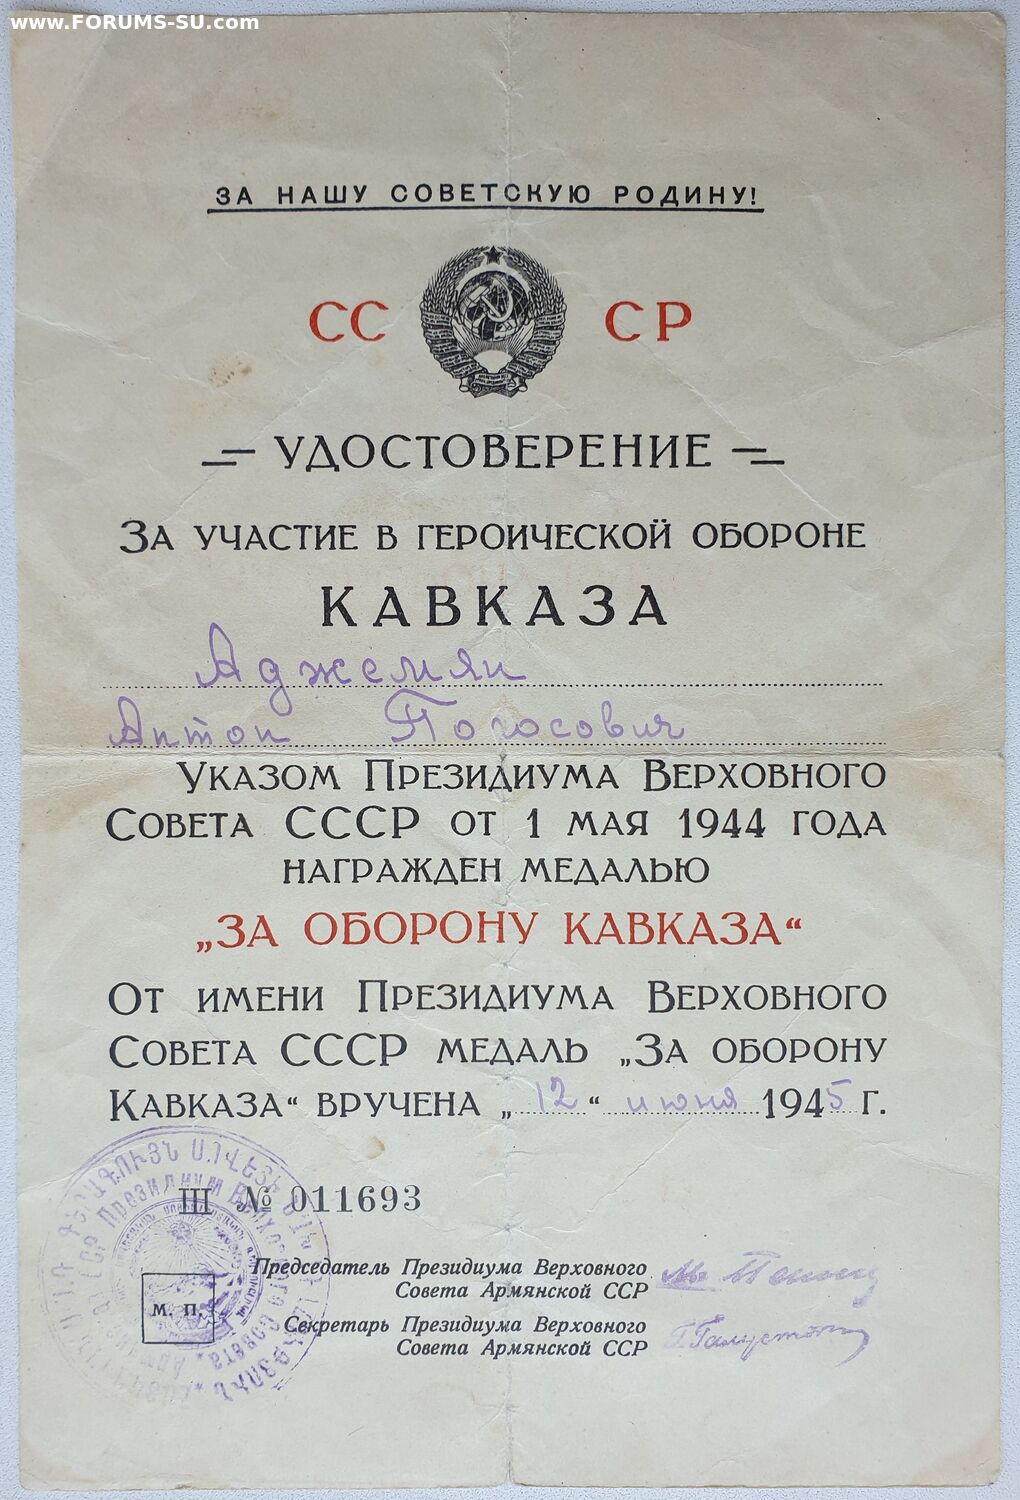 www.FORUMS-SU.com
ЗА НАШУ СОВЕТСКУЮ РОДИНУ!
СС СР
УДОСТОВЕРЕНИЕ
ЗА УЧАСТИЕ В ГЕРОИЧЕСКОЙ ОБОРОНЕ
КАВКАЗА
Аджемян
Антон Погосович
УКАЗОМ ПРЕЗИДИУМА ВЕРХОВНОГО
СОВЕТА СССР ОТ 1 МАЯ 1944 ГОДА
НАГРАЖДЕН МЕДАЛЬЮ
„ЗА ОБОРОНУ КАВКАЗА“
ОТ ИМЕНИ ПРЕЗИДИУМА ВЕРХОВНОГО
СОВЕТА СССР МЕДАЛЬ „ЗА ОБОРОНУ
КАВКАЗА“ ВРУЧЕНА „12“ июня 1945 Г.
III № 011693
Председатель Президиума Верховного
Совета Армянской ССР
М. П.
Секретарь Президиума Верховного
Совета Армянской ССР